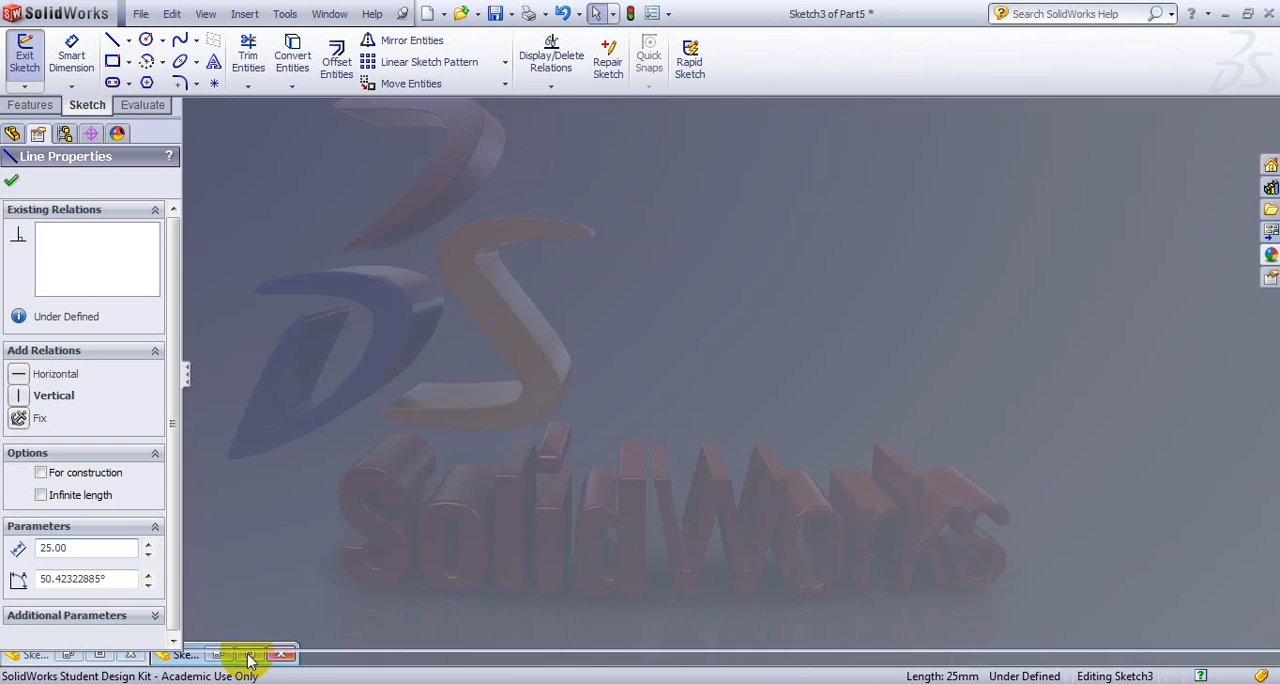 SolidWorks File Edit View Insert Tools Window Help Sketch3 of Part5 * Search SolidWorks Help
Exit Sketch
Smart Dimension
Trim Entities
Convert Entities
Offset Entities
Mirror Entities
Linear Sketch Pattern
Move Entities
Display/Delete Relations
Repair Sketch
Quick Snaps
Rapid Sketch
Features Sketch Evaluate
Line Properties ?
Existing Relations
Under Defined
Add Relations
Horizontal
Vertical
Fix
Options
For construction
Infinite length
Parameters
25.00
50.42322885°
Additional Parameters
SolidWorks
Ske... Ske...
SolidWorks Student Design Kit - Academic Use Only Length: 25mm Under Defined Editing Sketch3